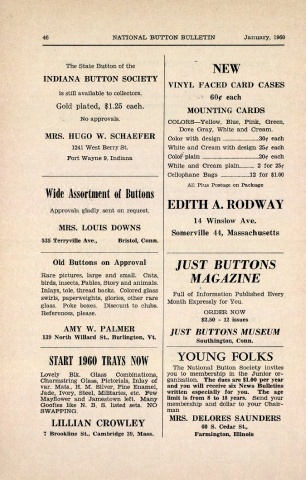 46 NATIONAL BUTTON BULLETIN January, 1960
The State Button of the
INDIANA BUTTON SOCIETY
is still available to collectors.
Gold plated, $1.25 each.
No approvals.
MRS. HUGO W. SCHAEFER
1241 West Berry St.
Fort Wayne 9, Indiana
Wide Assortment of Buttons
Approvals gladly sent on request.
MRS. LOUIS DOWNS
535 Terryville Ave., Bristol, Conn.
Old Buttons on Approval
Rare pictures, large and small. Cats,
birds, insects, Fables, Story and animals.
Inlays, tole, thread backs. Colored glass
swirls, paperweights, glories, other rare
glass. Poke boxes. Discount to clubs.
References, please.
AMY W. PALMER
139 North Willard St., Burlington, Vt.
START 1960 TRAYS NOW
Lovely Blk. Glass Combinations,
Charmstring Glass, Pictorials, Inlay of
var. Mata, H. M. Silver, Fine Enamel,
Jade, Ivory, Steel, Militaries, etc. Few
Mayflower and Jamestown left. Many
Goofies like N. B. S. listed sets. NO
SWAPPING.
LILLIAN CROWLEY
7 Brookline St., Cambridge 39, Mass.
NEW
VINYL FACED CARD CASES
60¢ each
MOUNTING CARDS
COLORS—Yellow, Blue, Pink, Green,
Dove Gray, White and Cream.
Color with design 30¢ each
White and Cream with design 25¢ each
Color plain 20¢ each
White and Cream plain 2 for 25¢
Cellophane Bags 12 for $1.00
All Plus Postage on Package
EDITH A. RODWAY
14 Winslow Ave.
Somerville 44, Massachusetts
JUST BUTTONS
MAGAZINE
Full of Information Published Every
Month Expressly for You.
ORDER NOW
$2.50 - 12 issues
JUST BUTTONS MUSEUM
Southington, Conn.
YOUNG FOLKS
The National Button Society invites
you to membership in the Junior or-
ganization. The dues are $1.00 per year
and you will receive six News Bulletins
written especially for you. The age
limit is from 8 to 18 years. Send your
membership and dollar to your Chair-
man
MRS. DELORES SAUNDERS
60 S. Cedar St.,
Farmington, Illinois